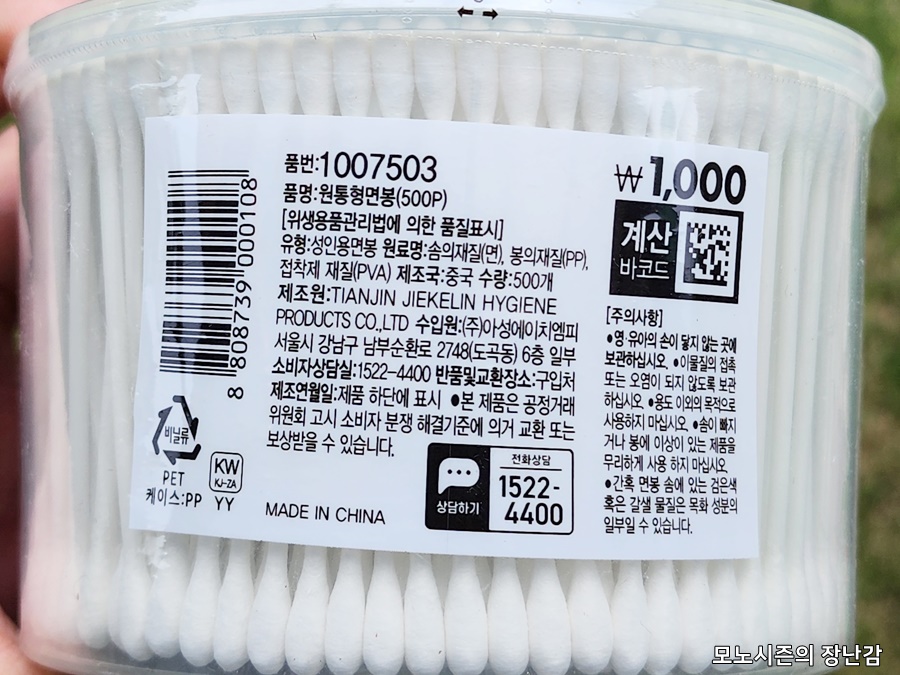 8 808739 000108
비닐류
PET
케이스:PP
KW
KJ-ZA
YY
품번:1007503
품명:원통형면봉(500P)
[위생용품관리법에 의한 품질표시]
유형:성인용면봉 원료명:솜의재질(면), 봉의재질(PP),
접착제 재질(PVA) 제조국:중국 수량:500개
제조원:TIANJIN JIEKELIN HYGIENE
PRODUCTS CO.,LTD 수입원:(주)아성에이치엠피
서울시 강남구 남부순환로 2748(도곡동) 6층 일부
소비자상담실:1522-4400 반품및교환장소:구입처
제조연월일:제품 하단에 표시 ●본 제품은 공정거래
위원회 고시 소비자 분쟁 해결기준에 의거 교환 또는
보상받을 수 있습니다.
MADE IN CHINA
상담하기
전화상담
1522-
4400
₩1,000
계산
바코드
[주의사항]
●영·유아의 손이 닿지 않는 곳에
보관하십시오. ●이물질의 접촉
또는 오염이 되지 않도록 보관
하십시오. ●용도 이외의 목적으로
사용하지 마십시오. ●솜이 빠지
거나 봉에 이상이 있는 제품을
무리하게 사용 하지 마십시오.
●간혹 면봉 솜에 있는 검은색
혹은 갈색 물질은 목화 성분의
일부일 수 있습니다.
모노시즌의 장난감